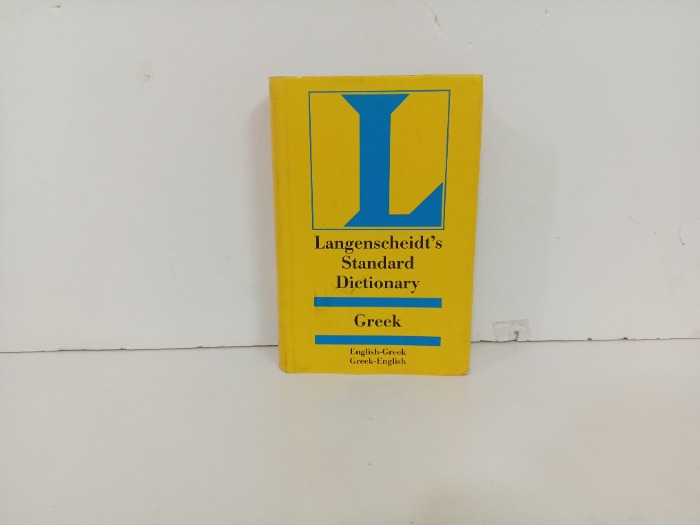 L
Langenscheidt's
Standard
Dictionary
Greek
English-Greek
Greek-English